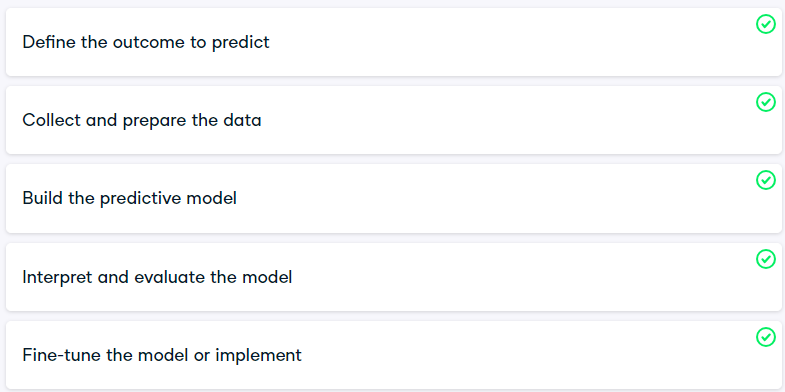 Define the outcome to predict
Collect and prepare the data
Build the predictive model
Interpret and evaluate the model
Fine-tune the model or implement